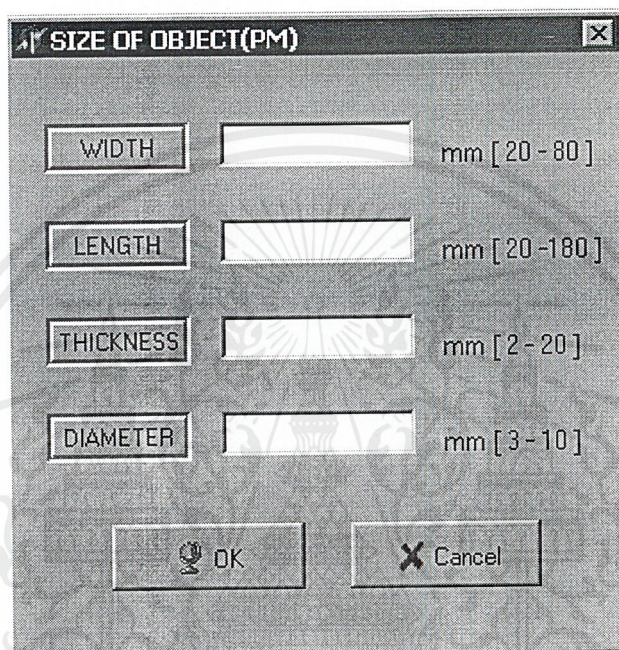 SIZE OF OBJECT(PM)
WIDTH mm [ 20 - 80 ]
LENGTH mm [ 20 -180 ]
THICKNESS mm [ 2 - 20 ]
DIAMETER mm [ 3 - 10 ]
OK Cancel